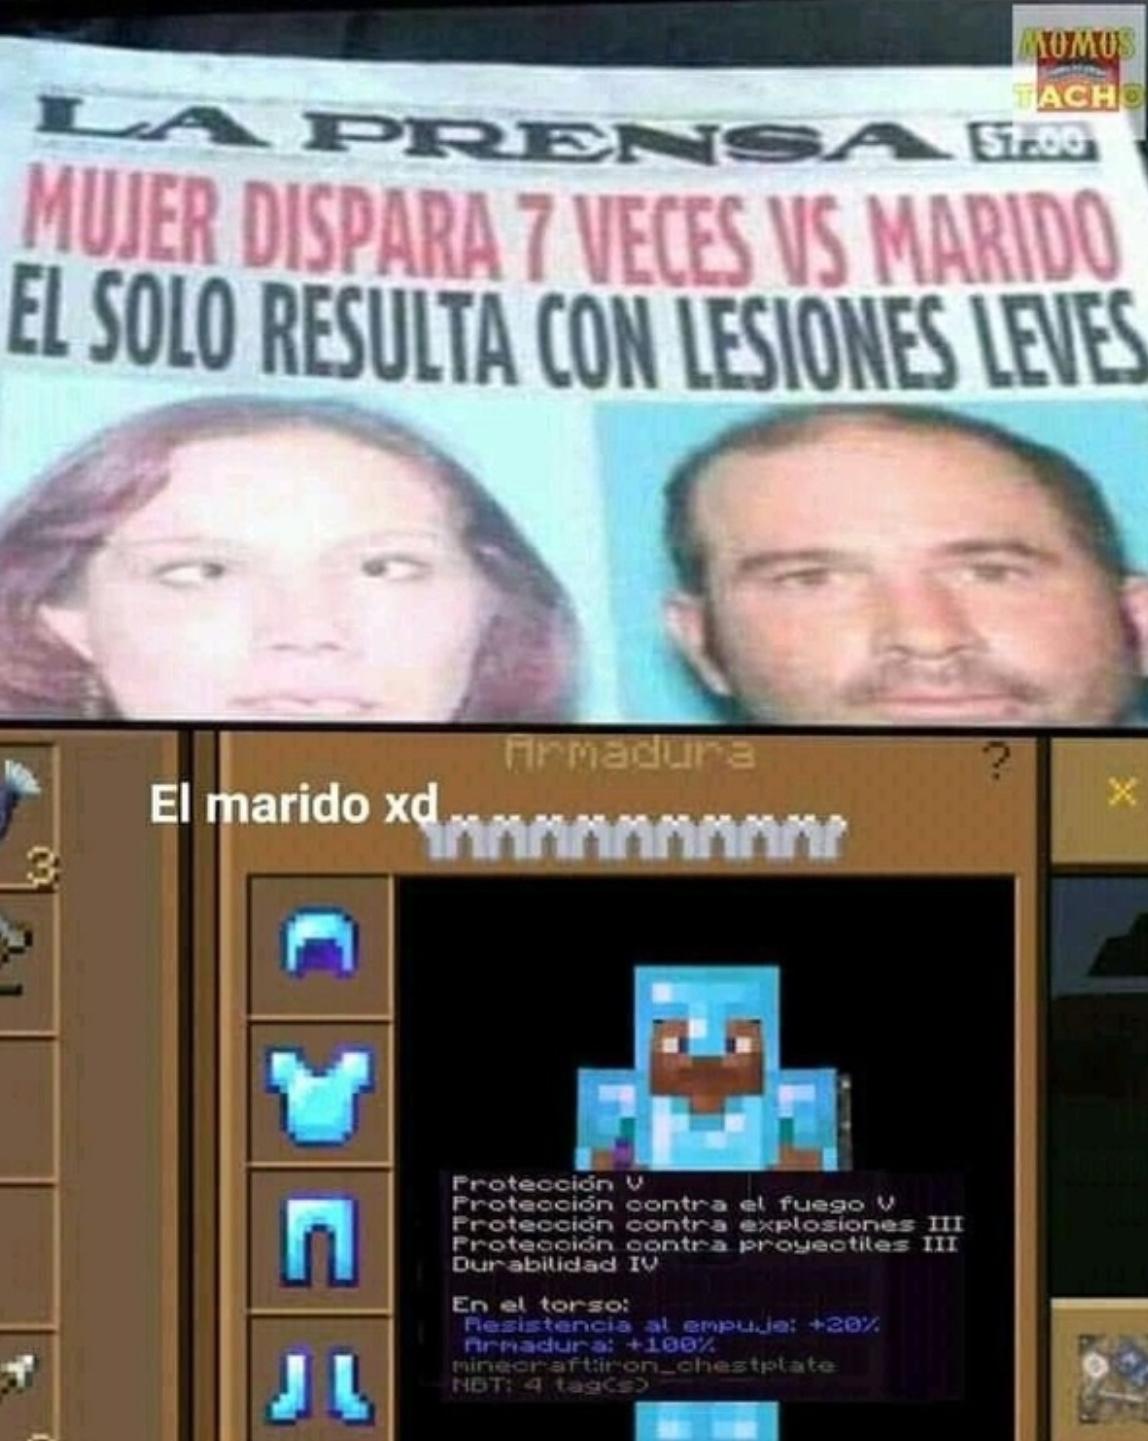 MOMOS
TACHO
LA PRENSA $7.00
MUJER DISPARA 7 VECES VS MARIDO
EL SOLO RESULTA CON LESIONES LEVES
Armadura ?
El marido xd
3
Protección V
Protección contra el fuego V
Protección contra explosiones III
Protección contra proyectiles III
Durabilidad IV
En el torso:
Resistencia al empuje: +20%
Armadura: +100%
minecraft:iron_chestplate
NBT: 4 tag(s)